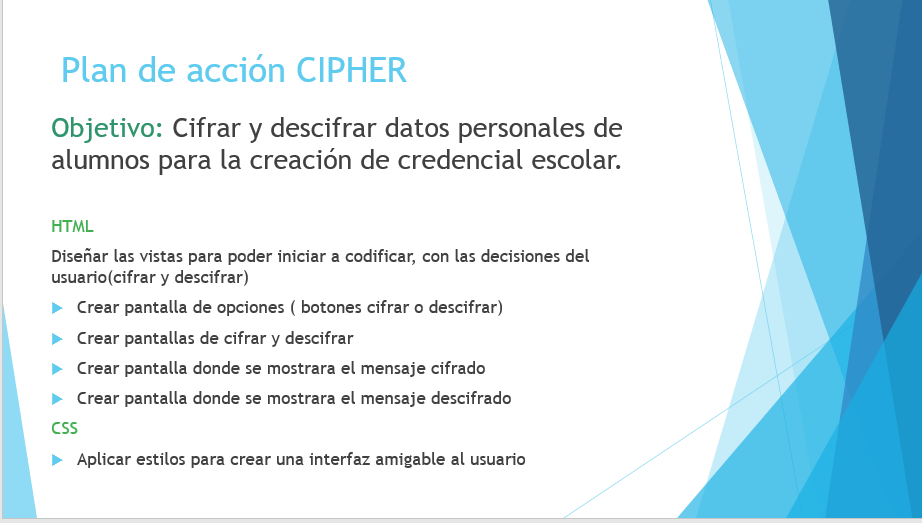 Plan de acción CIPHER
Objetivo: Cifrar y descifrar datos personales de
alumnos para la creación de credencial escolar.
HTML
Diseñar las vistas para poder iniciar a codificar, con las decisiones del
usuario(cifrar y descifrar)
Crear pantalla de opciones ( botones cifrar o descifrar)
Crear pantallas de cifrar y descifrar
Crear pantalla donde se mostrara el mensaje cifrado
Crear pantalla donde se mostrara el mensaje descifrado
CSS
Aplicar estilos para crear una interfaz amigable al usuario